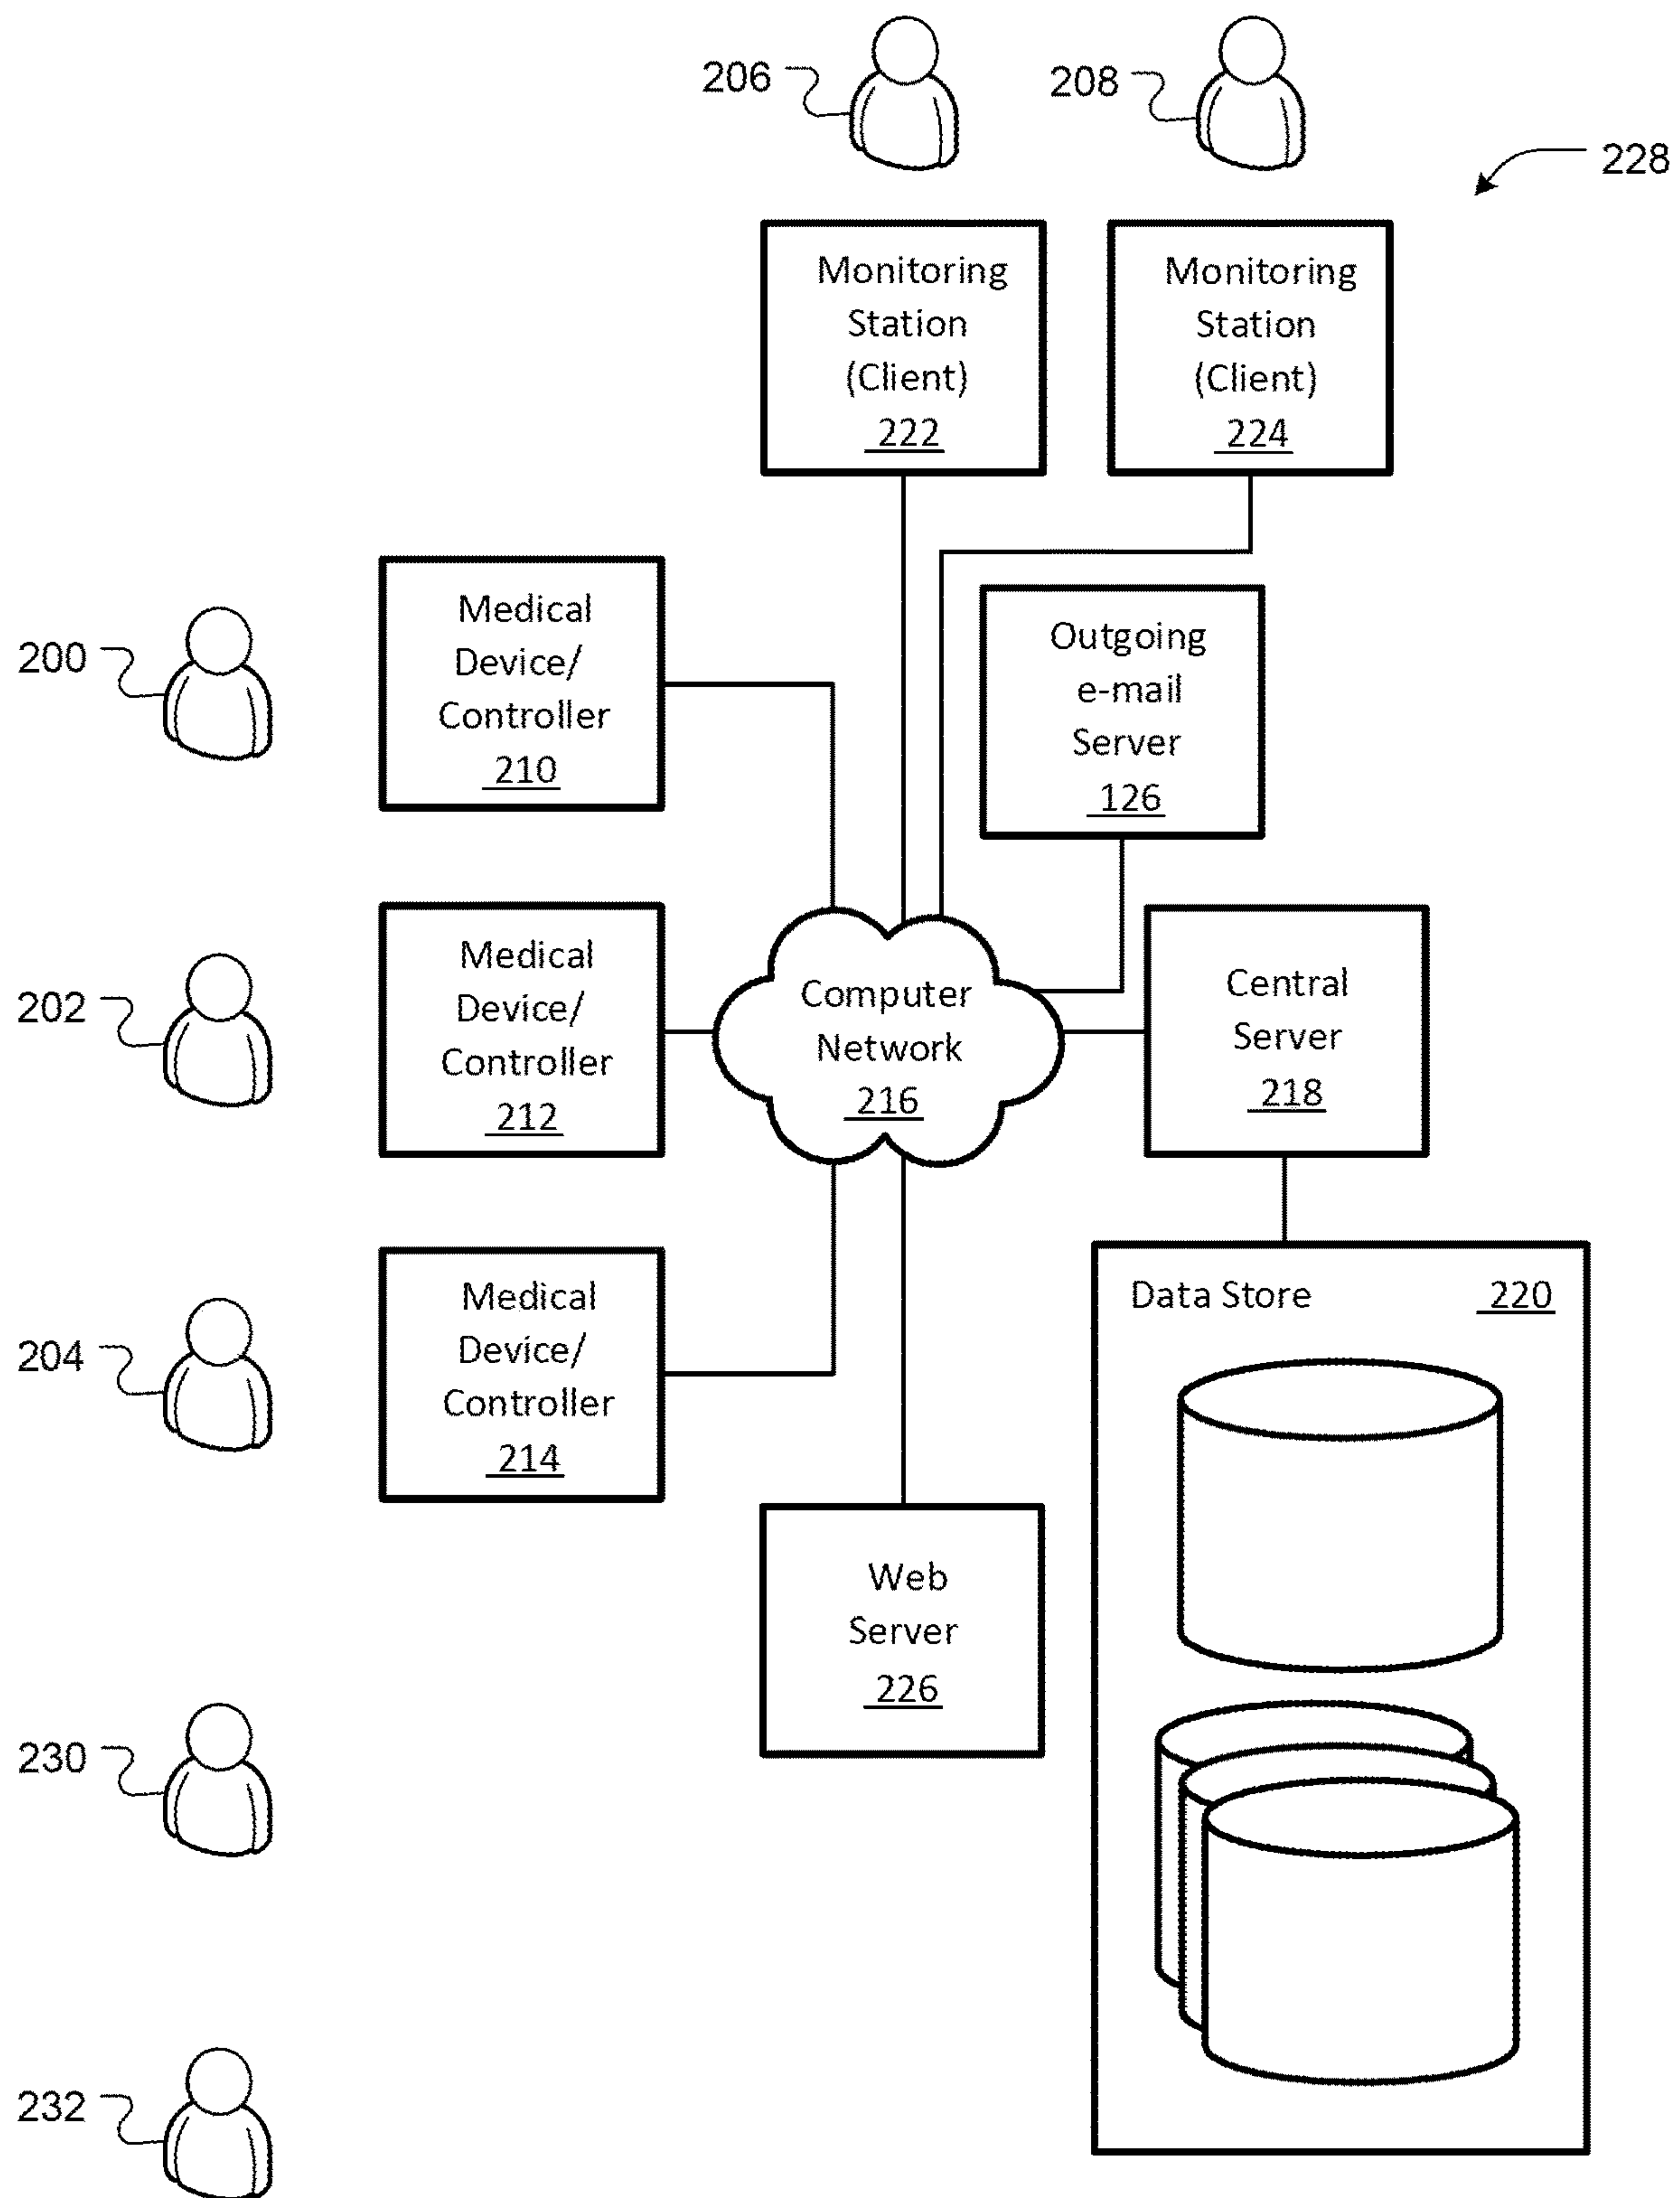 206
208
228
Monitoring
Station
(Client)
222
Monitoring
Station
(Client)
224
200
Medical
Device/
Controller
210
Outgoing
e-mail
Server
126
202
Medical
Device/
Controller
212
Computer
Network
216
Central
Server
218
204
Medical
Device/
Controller
214
Data Store 220
Web
Server
226
230
232